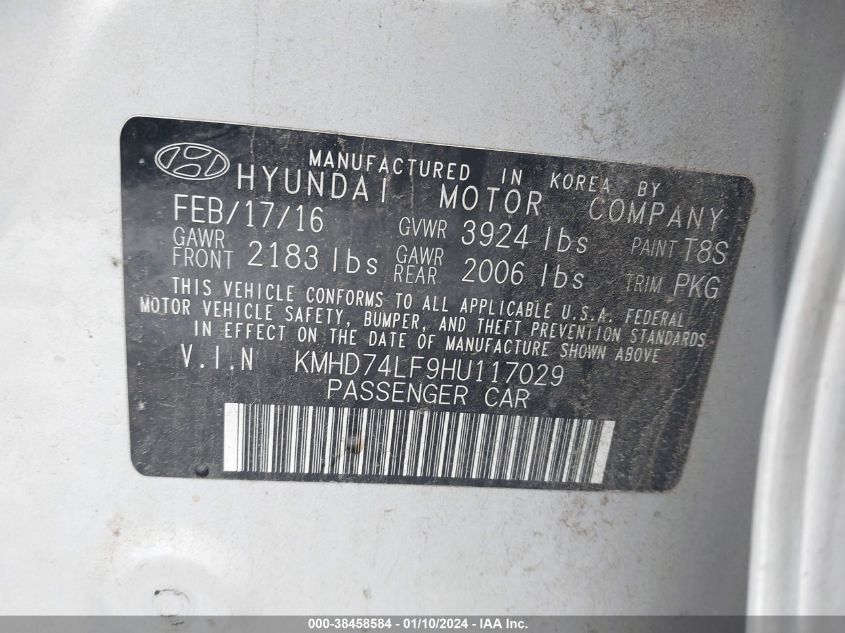 MANUFACTURED IN KOREA BY
HYUNDAI MOTOR COMPANY
FEB/17/16 GVWR 3924 lbs PAINT T8S
GAWR FRONT 2183 lbs GAWR REAR 2006 lbs TRIM PKG
THIS VEHICLE CONFORMS TO ALL APPLICABLE U.S.A. FEDERAL
MOTOR VEHICLE SAFETY, BUMPER, AND THEFT PREVENTION STANDARDS
IN EFFECT ON THE DATE OF MANUFACTURE SHOWN ABOVE
V.I.N KMHD74LF9HU117029
PASSENGER CAR
000-38458584 - 01/10/2024 - IAA Inc.